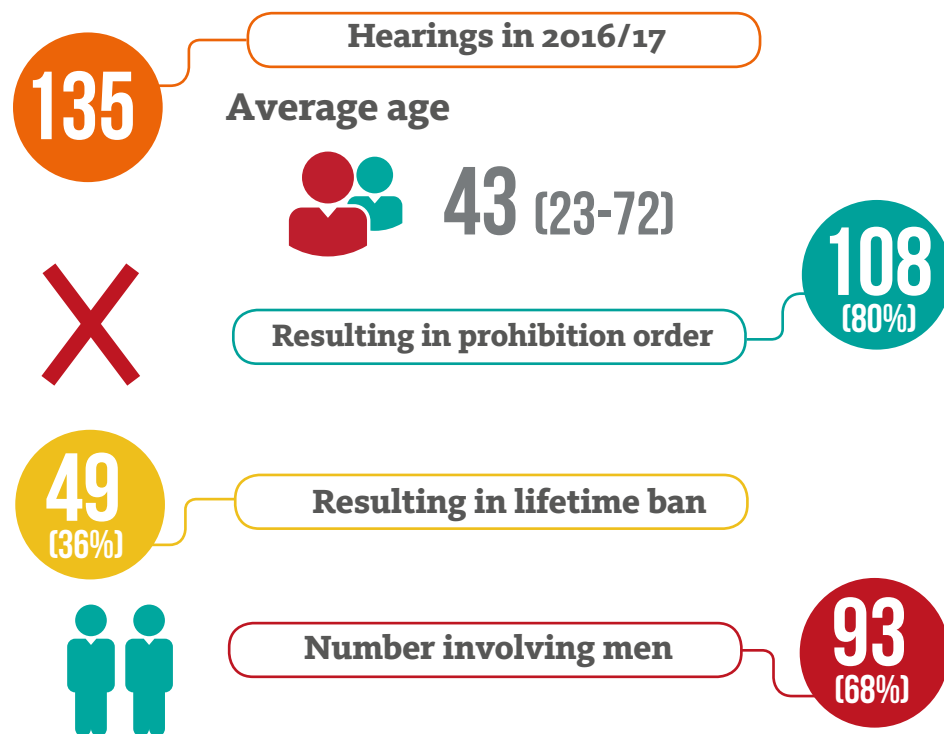 Hearings in 2016/17
135
Average age
43 (23-72)
108
(80%)
Resulting in prohibition order
49
(36%)
Resulting in lifetime ban
Number involving men
93
(68%)